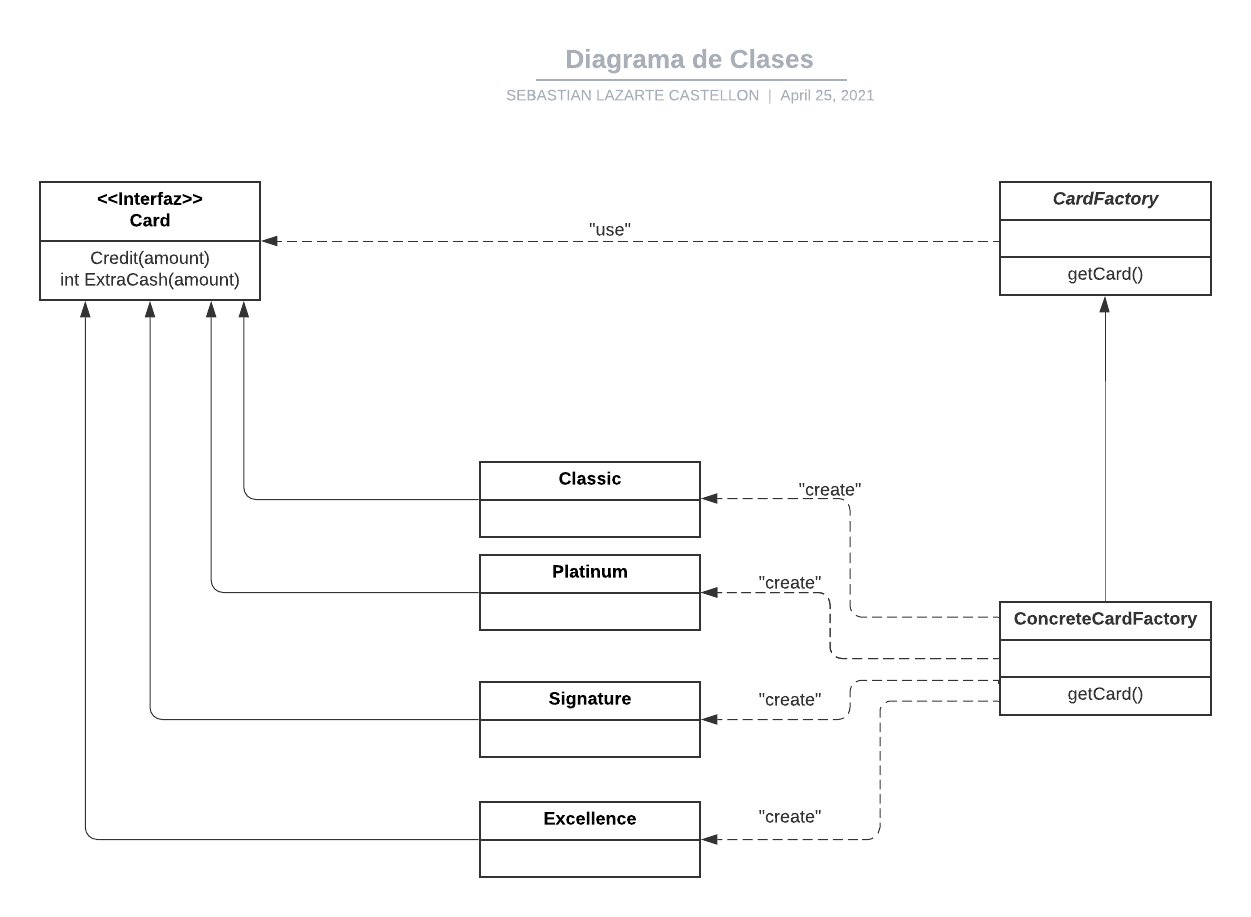 Diagrama de Clases
SEBASTIAN LAZARTE CASTELLON | April 25, 2021
<<Interfaz>>
Card
Credit(amount)
int ExtraCash(amount)
"use"
CardFactory
getCard()
Classic
"create"
Platinum
"create"
ConcreteCardFactory
getCard()
Signature
"create"
Excellence
"create"